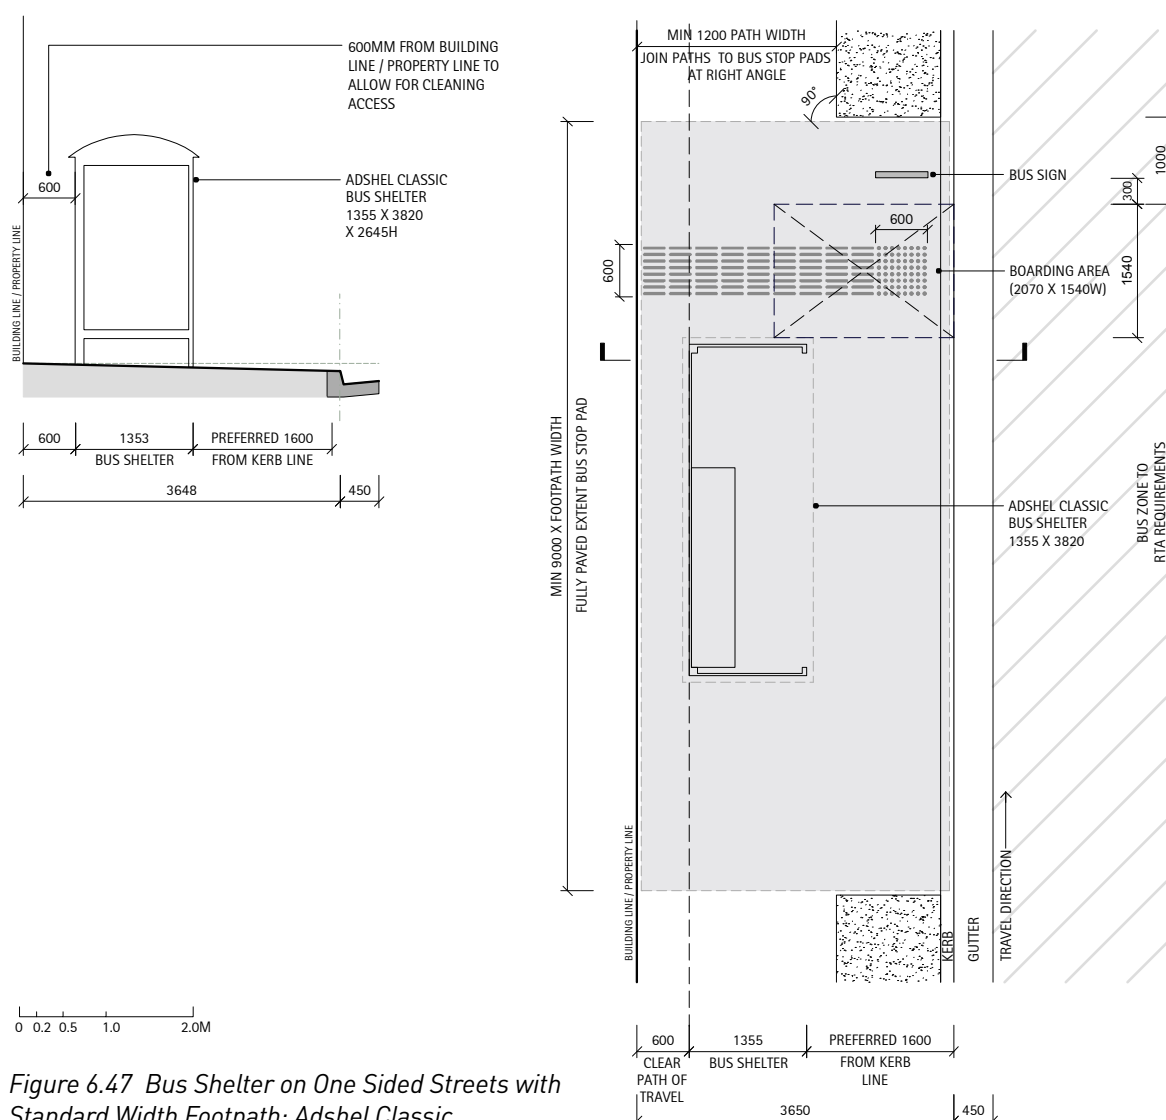 600MM FROM BUILDING
LINE / PROPERTY LINE TO
ALLOW FOR CLEANING
ACCESS
600
ADSHEL CLASSIC
BUS SHELTER
1355 X 3820
X 2645H
BUILDING LINE / PROPERTY LINE
600
1353
PREFERRED 1600
BUS SHELTER
FROM KERB LINE
3648
450
MIN 1200 PATH WIDTH
JOIN PATHS TO BUS STOP PADS
AT RIGHT ANGLE
90°
BUS SIGN
1000
300
600
600
BOARDING AREA
(2070 X 1540W)
1540
MIN 9000 X FOOTPATH WIDTH
FULLY PAVED EXTENT BUS STOP PAD
ADSHEL CLASSIC
BUS SHELTER
1355 X 3820
BUS ZONE TO
RTA REQUIREMENTS
BUILDING LINE / PROPERTY LINE
KERB
GUTTER
TRAVEL DIRECTION
600
1355
PREFERRED 1600
CLEAR
PATH OF
TRAVEL
BUS SHELTER
FROM KERB
LINE
3650
450
0 0.2 0.5 1.0 2.0M
Figure 6.47 Bus Shelter on One Sided Streets with
Standard Width Footpath: Adshel Classic